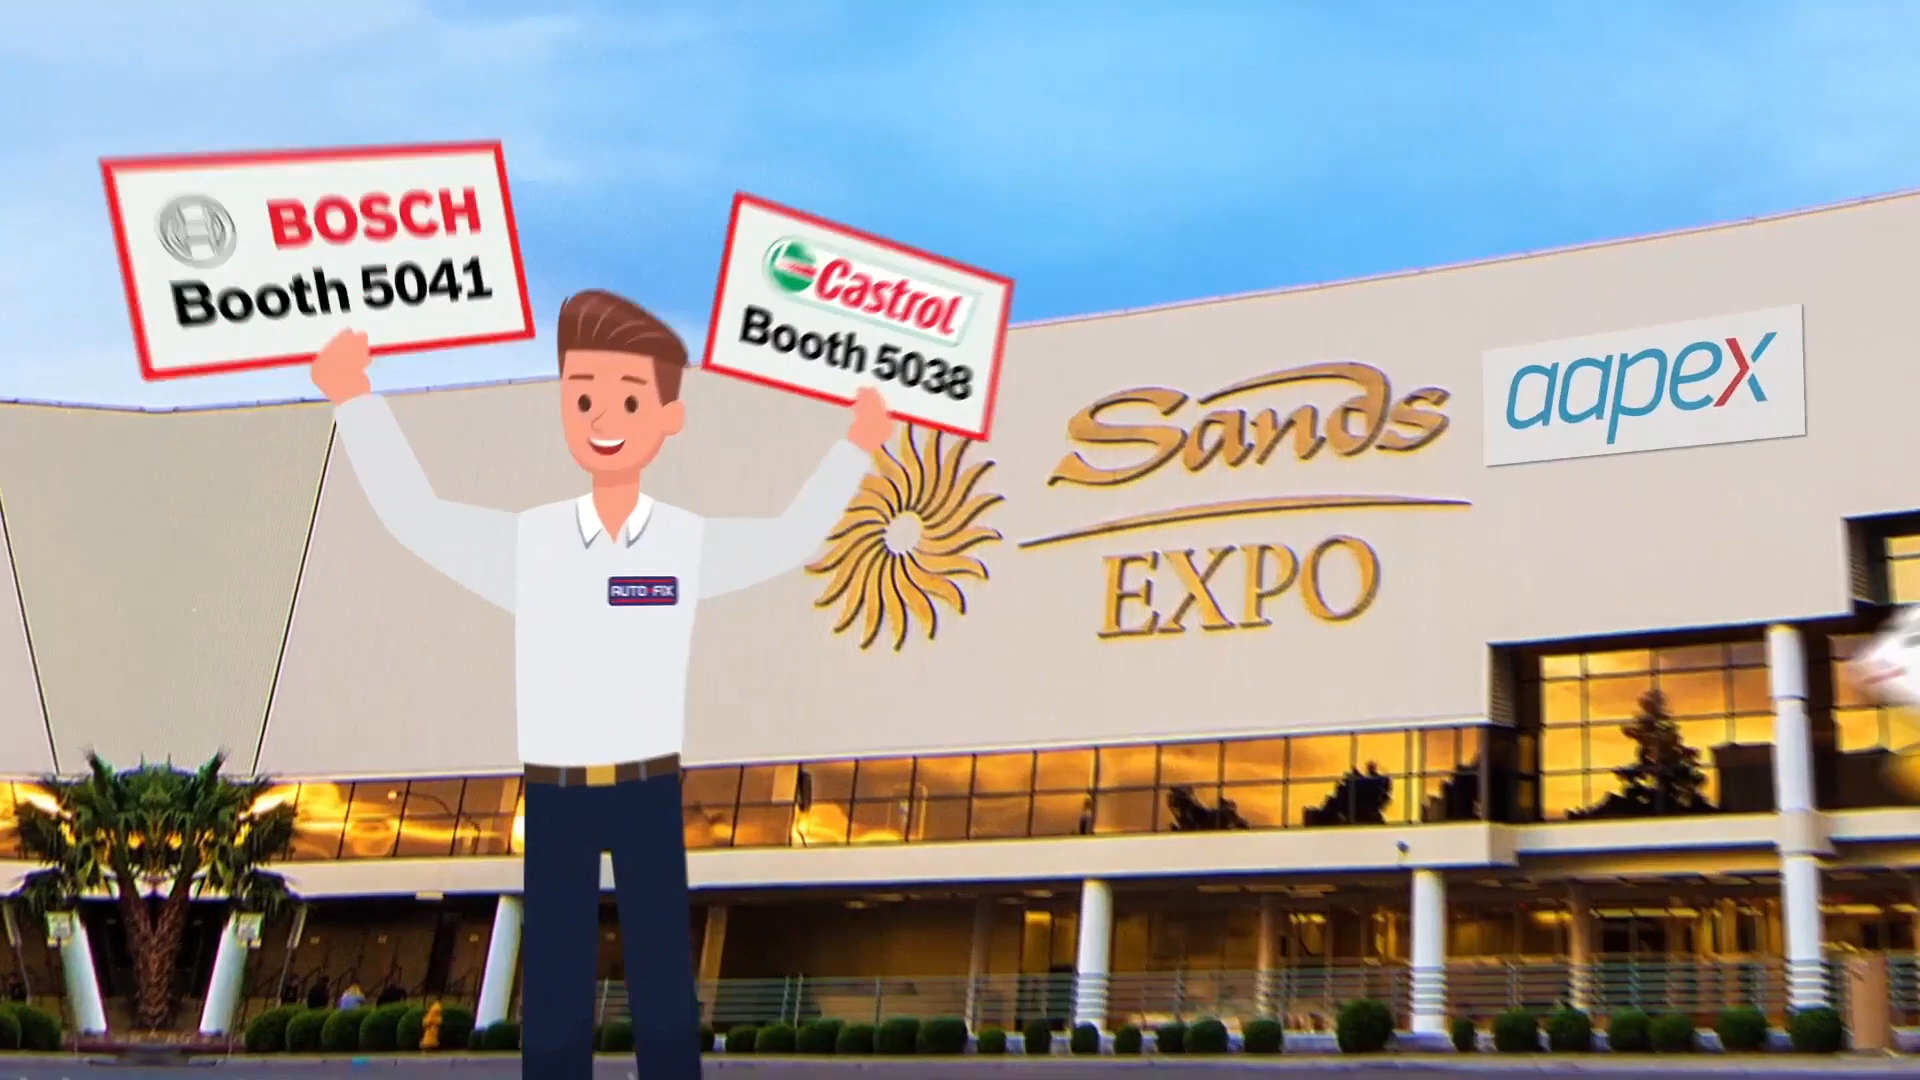 BOSCH
Booth 5041
Castrol
Booth 5038
Sands
EXPO
aapex
AUTO FIX